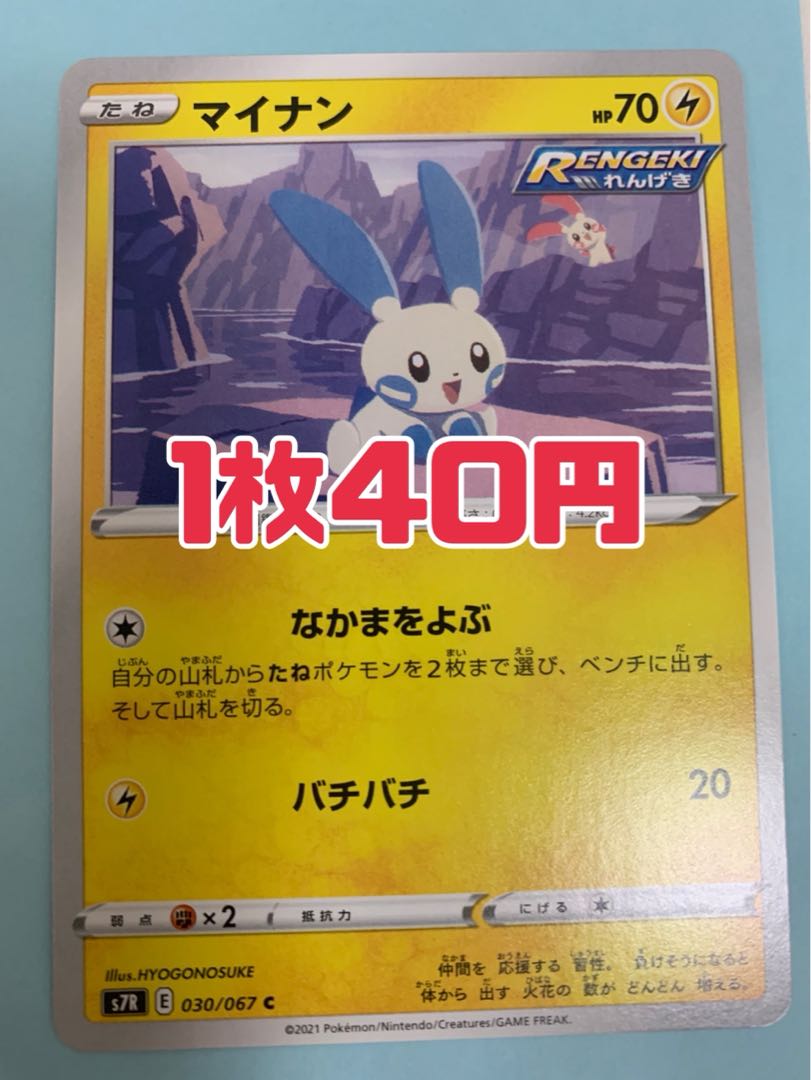 たね マイナン HP70
RENGEKI
れんげき
1枚40円
4.2kg
なかまをよぶ
自分の山札からたねポケモンを2枚まで選び、ベンチに出す。
そして山札を切る。
バチバチ 20
弱点 ×2 抵抗力 にげる
Illus.HYOGONOSUKE
仲間を 応援する 習性。 負けそうになると
体から 出す 火花の 数が どんどん 増える。
s7R E 030/067 C
©2021 Pokémon/Nintendo/Creatures/GAME FREAK.